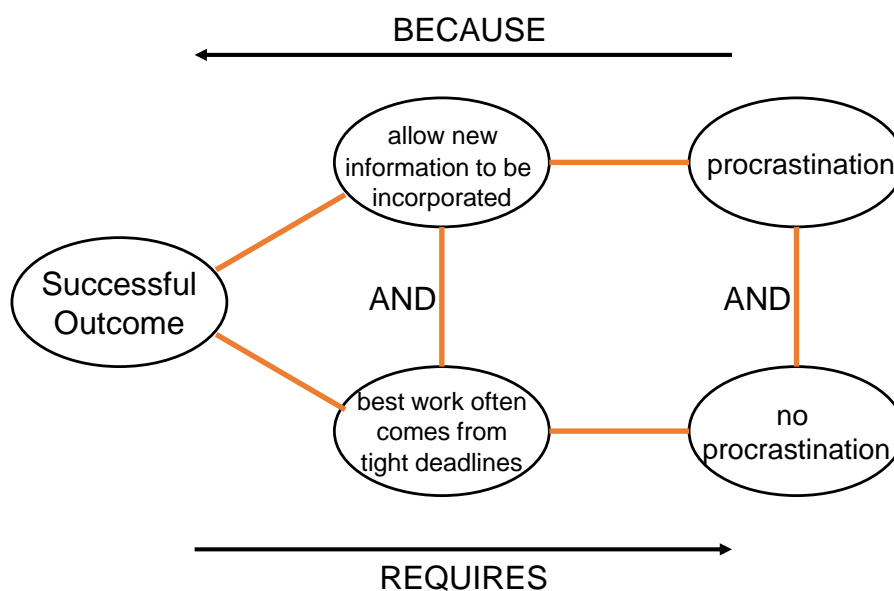 BECAUSE
allow new
information to be
incorporated
procrastination
Successful
Outcome
AND
AND
best work often
comes from
tight deadlines
no
procrastination
REQUIRES